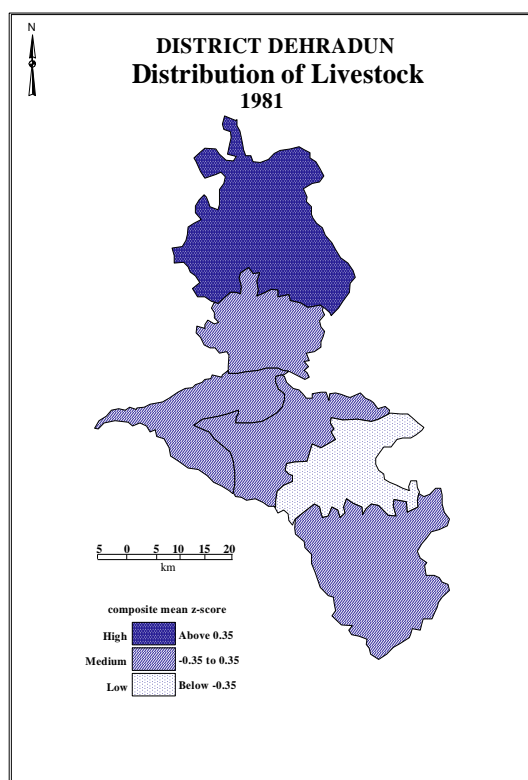 N
DISTRICT DEHRADUN
Distribution of Livestock
1981
5 0 5 10 15 20
km
composite mean z-score
High Above 0.35
Medium -0.35 to 0.35
Low Below -0.35